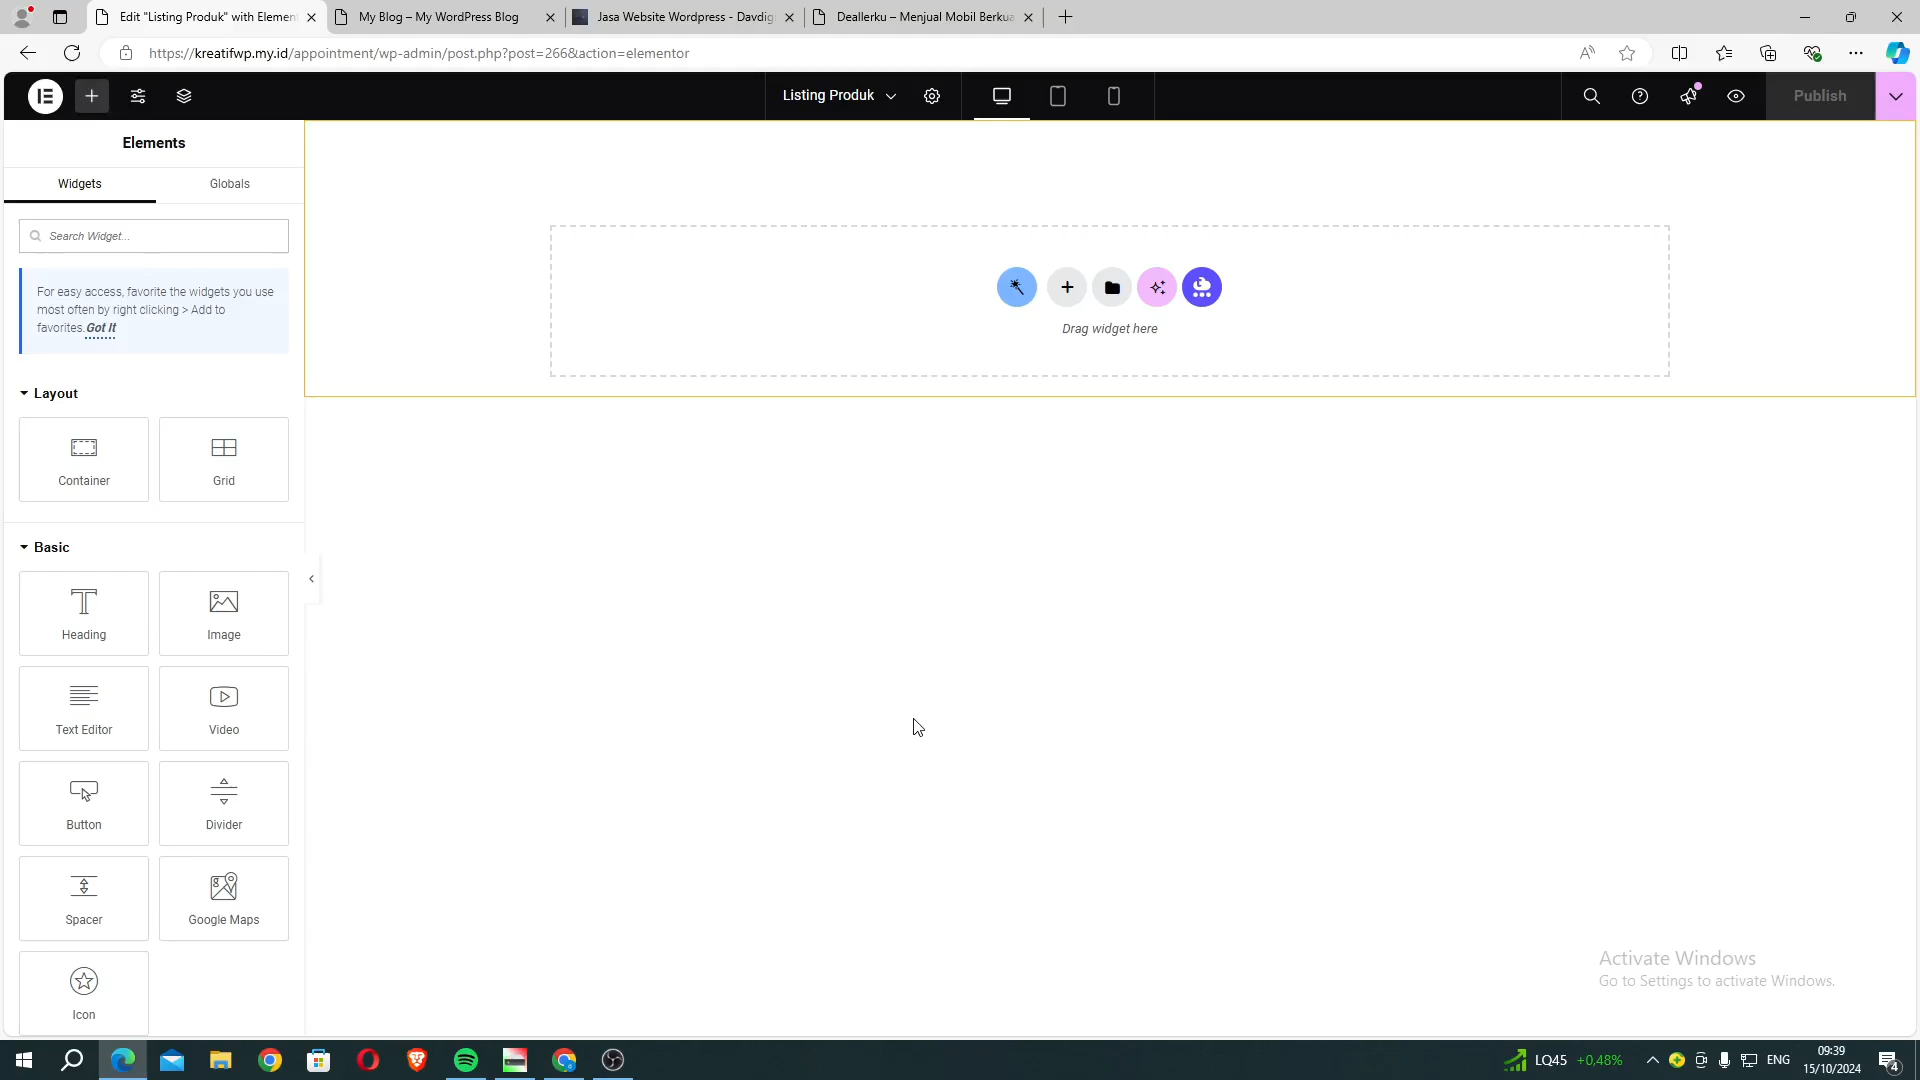 Edit "Listing Produk" with Elemen
My Blog – My WordPress Blog
Jasa Website Wordpress - Davdig
Deallerku – Menjual Mobil Berkua
https://kreatifwp.my.id/appointment/wp-admin/post.php?post=266&action=elementor
Listing Produk
Publish
Elements
Widgets
Globals
Search Widget...
For easy access, favorite the widgets you use
most often by right clicking > Add to
favorites. Got It
Layout
Container
Grid
Basic
Heading
Image
Text Editor
Video
Button
Divider
Spacer
Google Maps
Icon
Drag widget here
Activate Windows
Go to Settings to activate Windows.
LQ45 +0,48%
ENG
09:39
15/10/2024
4